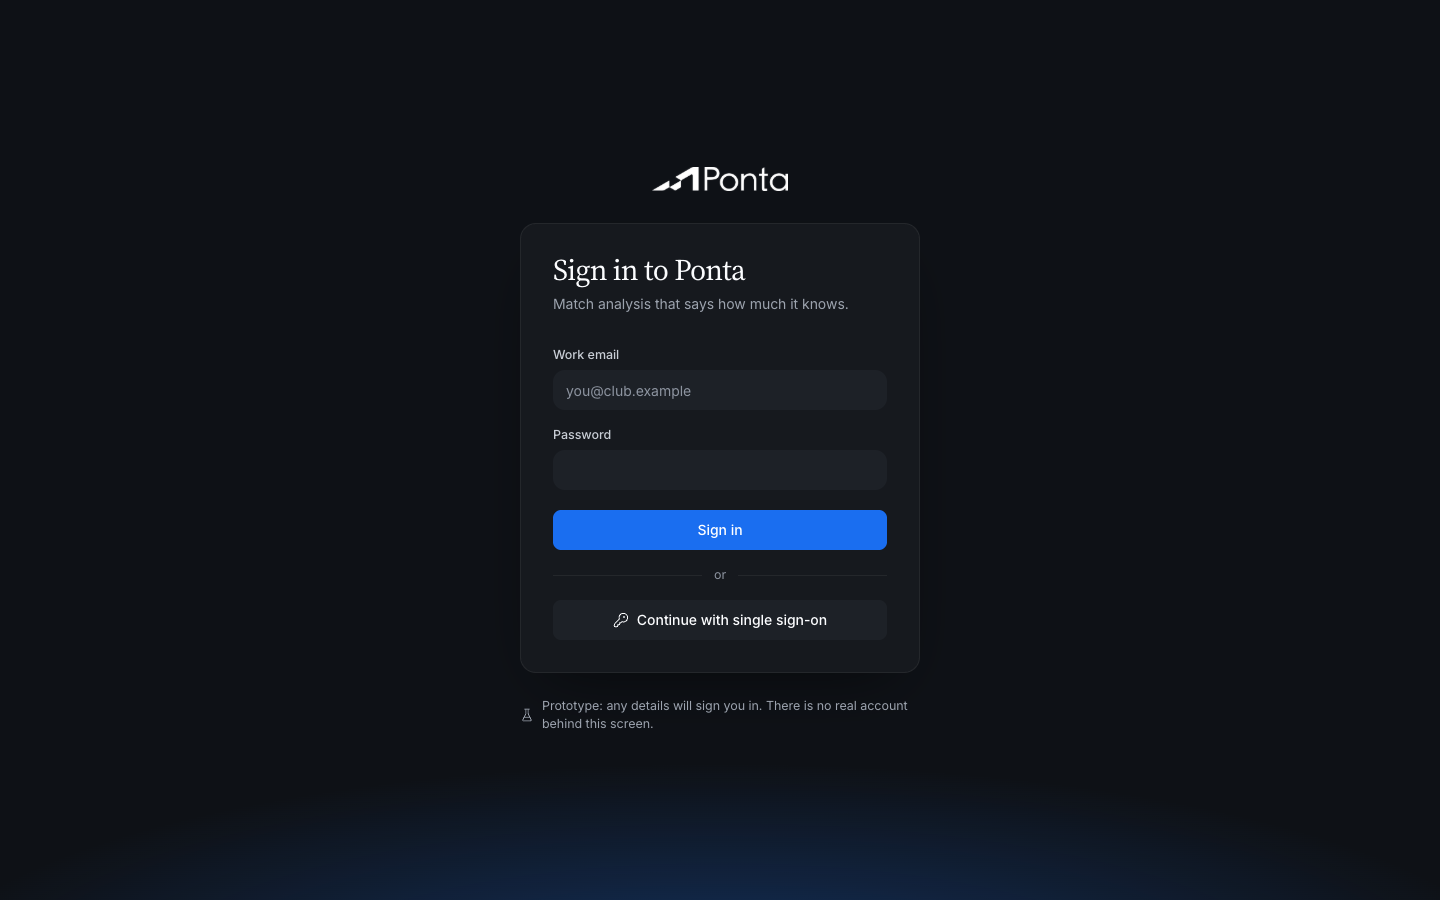 Ponta
Sign in to Ponta
Match analysis that says how much it knows.
Work email
you@club.example
Password
Sign in
or
Continue with single sign-on
Prototype: any details will sign you in. There is no real account
behind this screen.